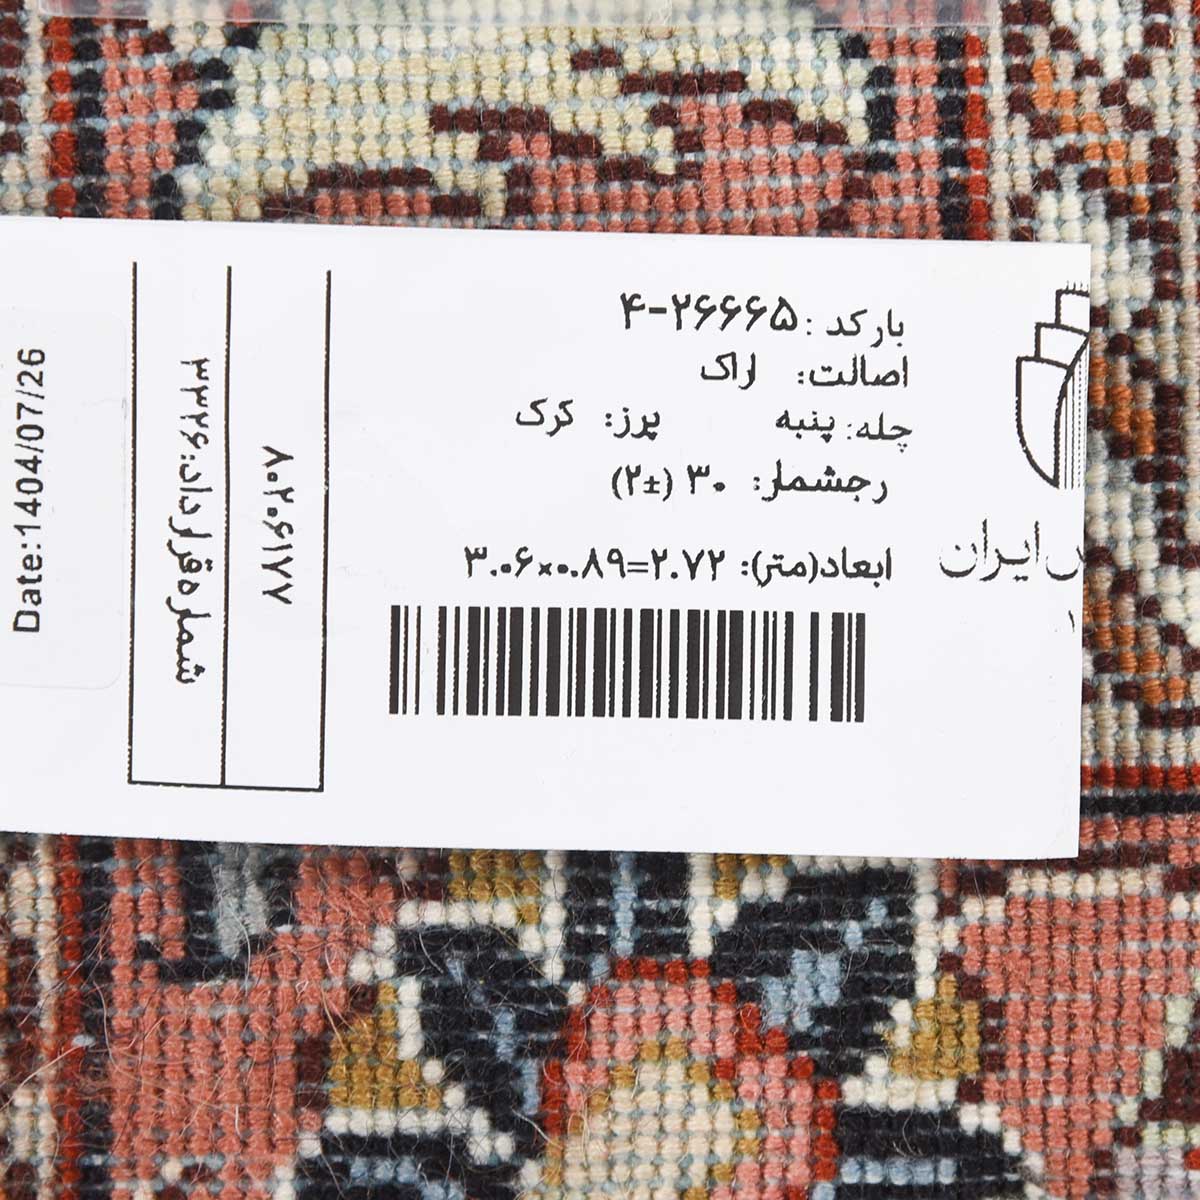 بارکد: ۴-۲۶۶۶۵
اصالت: اراک
چله: پنبه پرز: کرک
رجشمار: ۳۰ (±۲)
ابعاد(متر): ۳.۰۶×۰.۸۹=۲.۷۲
ایران
۸۰۲۰۶۱۷۷
شماره قرارداد: ۳۳۲۶
Date:1404/07/26